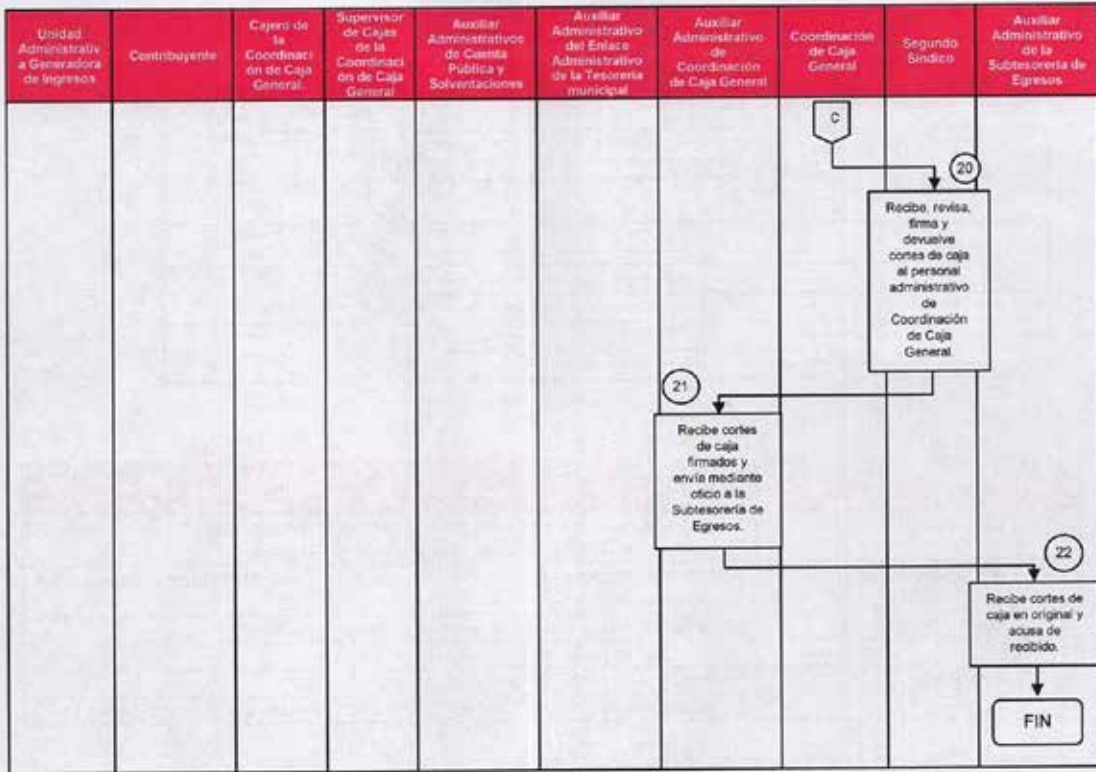 Unidad
Administrativ
a Generadora
de Ingresos
Contribuyente
Cajero de
la
Coordinaci
ón de Caja
General.
Supervisor
de Cajas
de la
Coordinaci
ón de Caja
General
Auxiliar
Administrativos
de Cuenta
Pública y
Solventaciones
Auxiliar
Administrativo
del Enlace
Administrativo
de la Tesorería
municipal
Auxiliar
Administrativo
de
Coordinación
de Caja General
Coordinación
de Caja
General
Segundo
Síndico
Auxiliar
Administrativo
de la
Subtesorería de
Egresos
C
20
Recibe, revisa,
firma y
devuelve
cortes de caja
al personal
administrativo
de
Coordinación
de Caja
General.
21
Recibe cortes
de caja
firmados y
envía mediante
oficio a la
Subtesorería de
Egresos.
22
Recibe cortes de
caja en original y
acusa de
recibido.
FIN